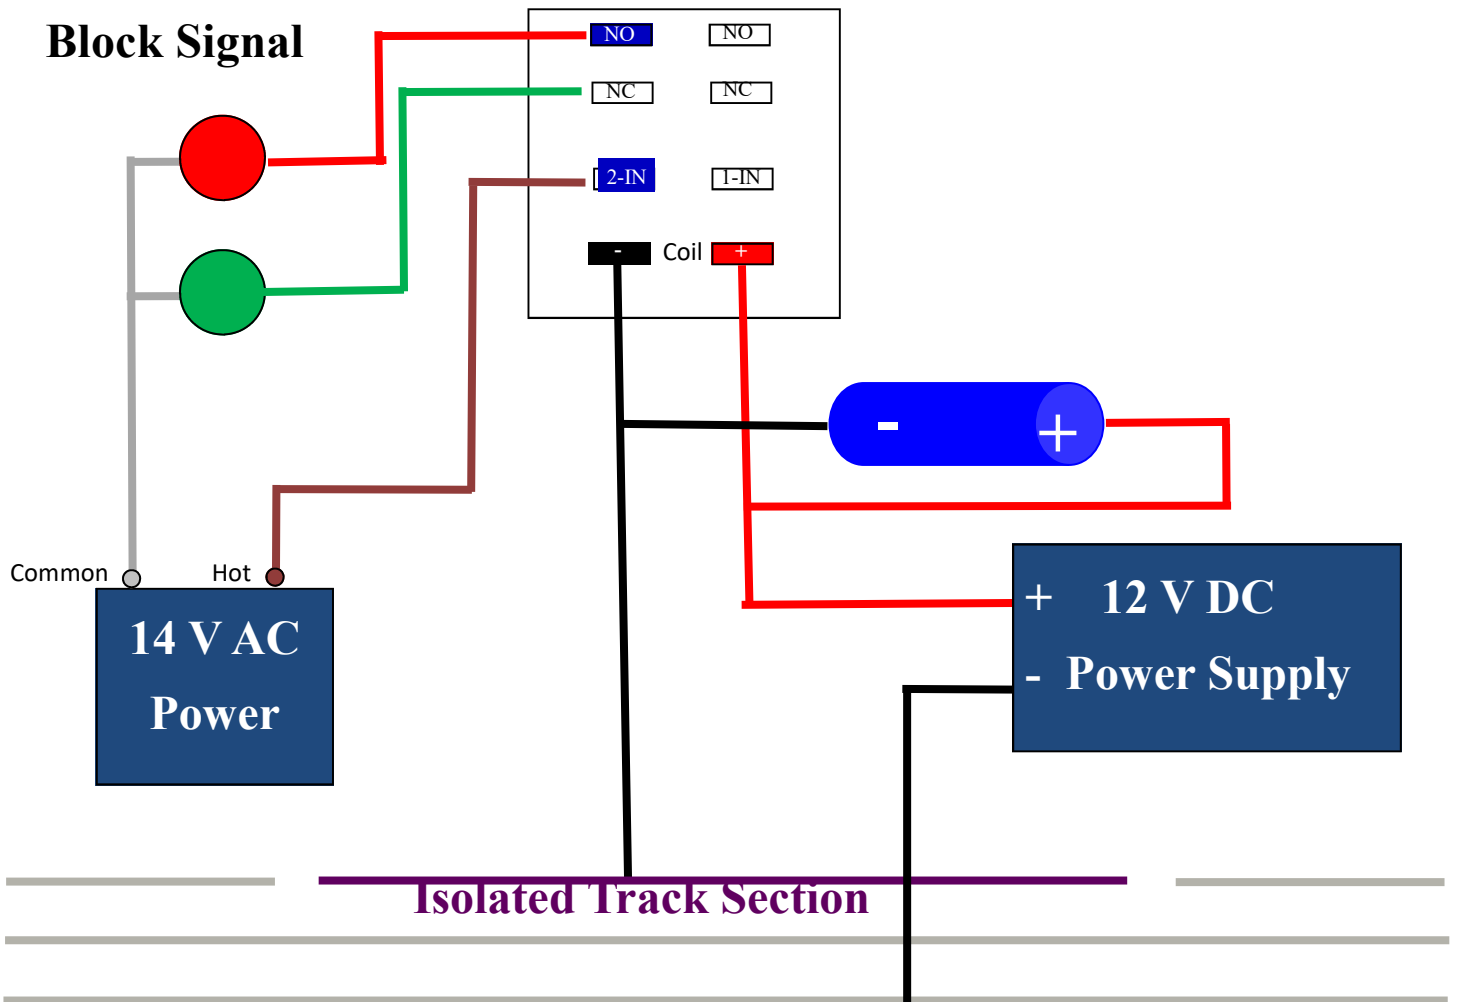 Block Signal
NO NO
NC NC
2-IN 1-IN
- Coil +
- +
Common Hot
14 V AC
Power
+ 12 V DC
- Power Supply
Isolated Track Section